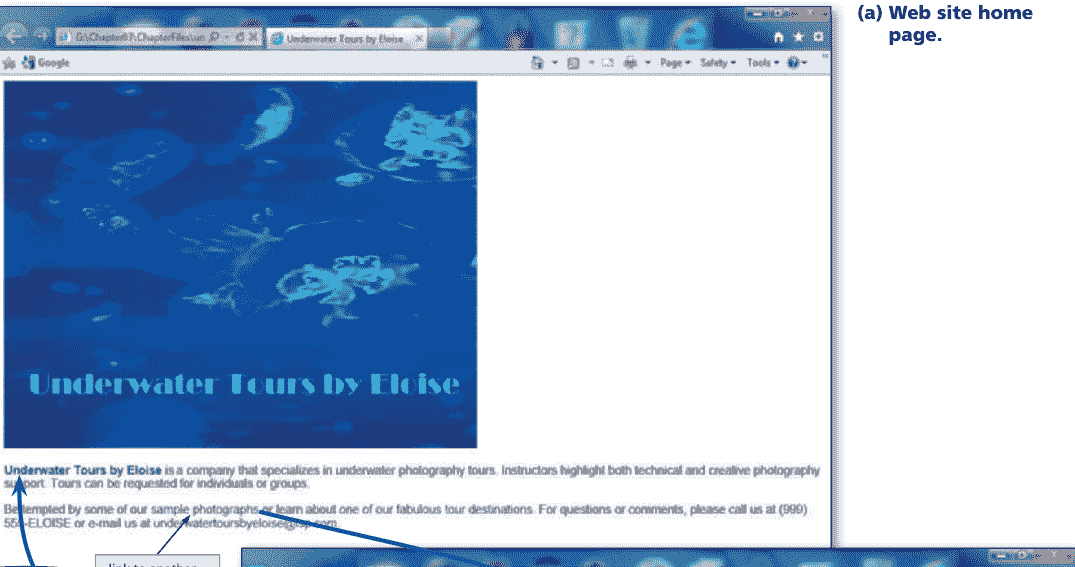 (a) Web site home
page.
G:\Chapter03\ChapterFiles\un
Underwater Tours by Eloise
Google
Page
Safety
Tools
Underwater Tours by Eloise
Underwater Tours by Eloise is a company that specializes in underwater photography tours. Instructors highlight both technical and creative photography
support. Tours can be requested for individuals or groups.
Be tempted by some of our sample photographs or learn about one of our fabulous tour destinations. For questions or comments, please call us at (999)
555-ELOISE or e-mail us at underwatertoursbyeloise@isp.com.
link to another